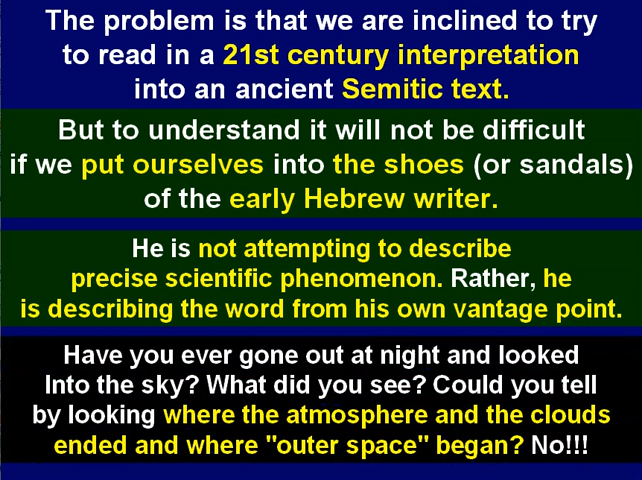 The problem is that we are inclined to try
to read in a 21st century interpretation
into an ancient Semitic text.
But to understand it will not be difficult
if we put ourselves into the shoes (or sandals)
of the early Hebrew writer.
He is not attempting to describe
precise scientific phenomenon. Rather, he
is describing the word from his own vantage point.
Have you ever gone out at night and looked
Into the sky? What did you see? Could you tell
by looking where the atmosphere and the clouds
ended and where "outer space" began? No!!!